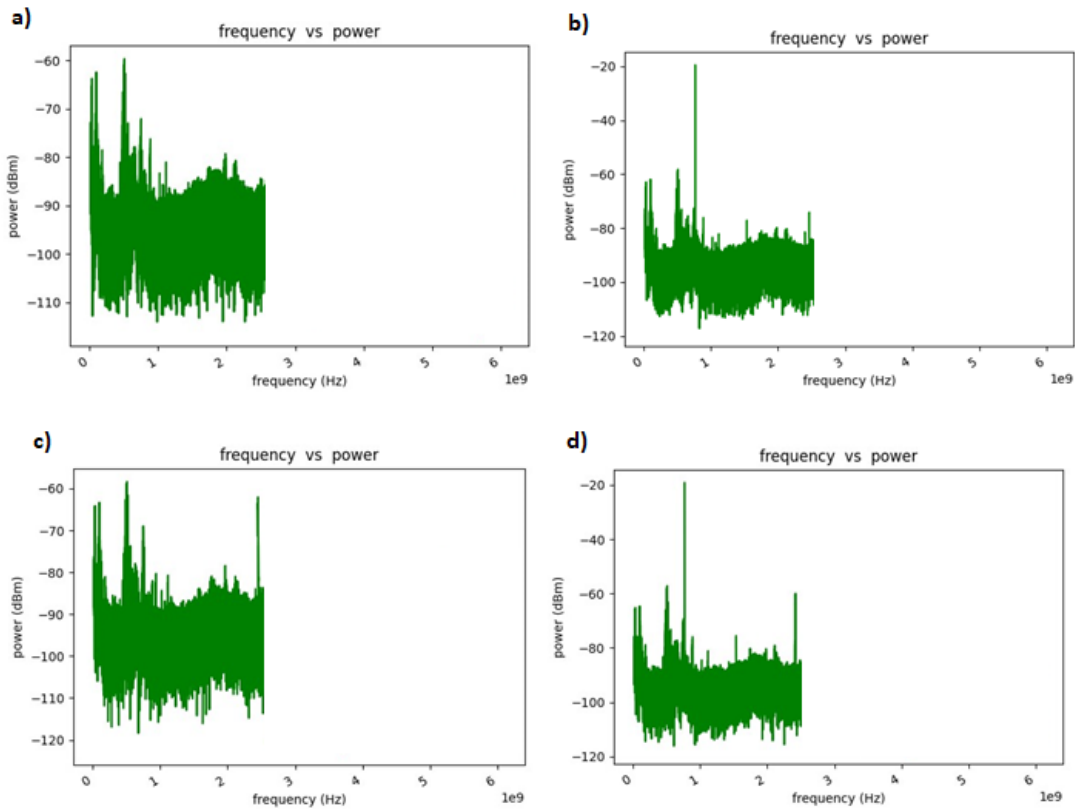 a)
frequency vs power
−60
−70
−80
−90
−100
−110
power (dBm)
0
1
2
3
4
5
6
1e9
frequency (Hz)
b)
frequency vs power
−20
−40
−60
−80
−100
−120
power (dBm)
0
1
2
3
4
5
6
1e9
frequency (Hz)
c)
frequency vs power
−60
−70
−80
−90
−100
−110
−120
power (dBm)
0
1
2
3
4
5
6
1e9
frequency (Hz)
d)
frequency vs power
−20
−40
−60
−80
−100
−120
power (dBm)
0
1
2
3
4
5
6
1e9
frequency (Hz)